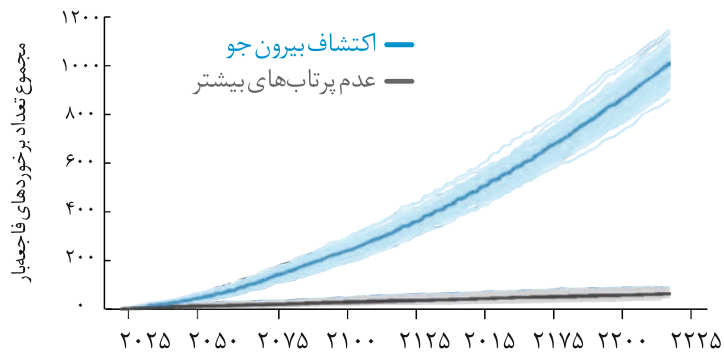 مجموع تعداد برخوردهای فاجعه‌بار
۱۲۰۰
۱۰۰۰
۸۰۰
۶۰۰
۴۰۰
۲۰۰
۰
اکتشاف بیرون جو
عدم پرتاب‌های بیشتر
۲۰۲۵ ۲۰۵۰ ۲۰۷۵ ۲۱۰۰ ۲۱۲۵ ۲۰۱۵ ۲۱۷۵ ۲۲۰۰ ۲۲۲۵